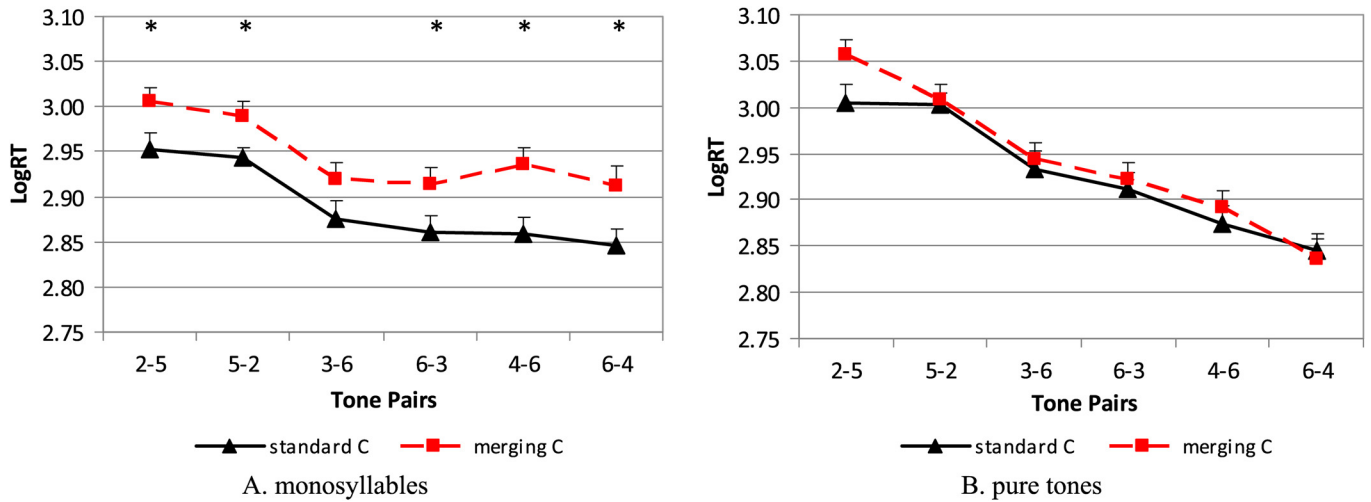 * * * * *
3.10
3.05
3.00
2.95
2.90
2.85
2.80
2.75
LogRT
2-5 5-2 3-6 6-3 4-6 6-4
Tone Pairs
standard C merging C
A. monosyllables
3.10
3.05
3.00
2.95
2.90
2.85
2.80
2.75
LogRT
2-5 5-2 3-6 6-3 4-6 6-4
Tone Pairs
standard C merging C
B. pure tones